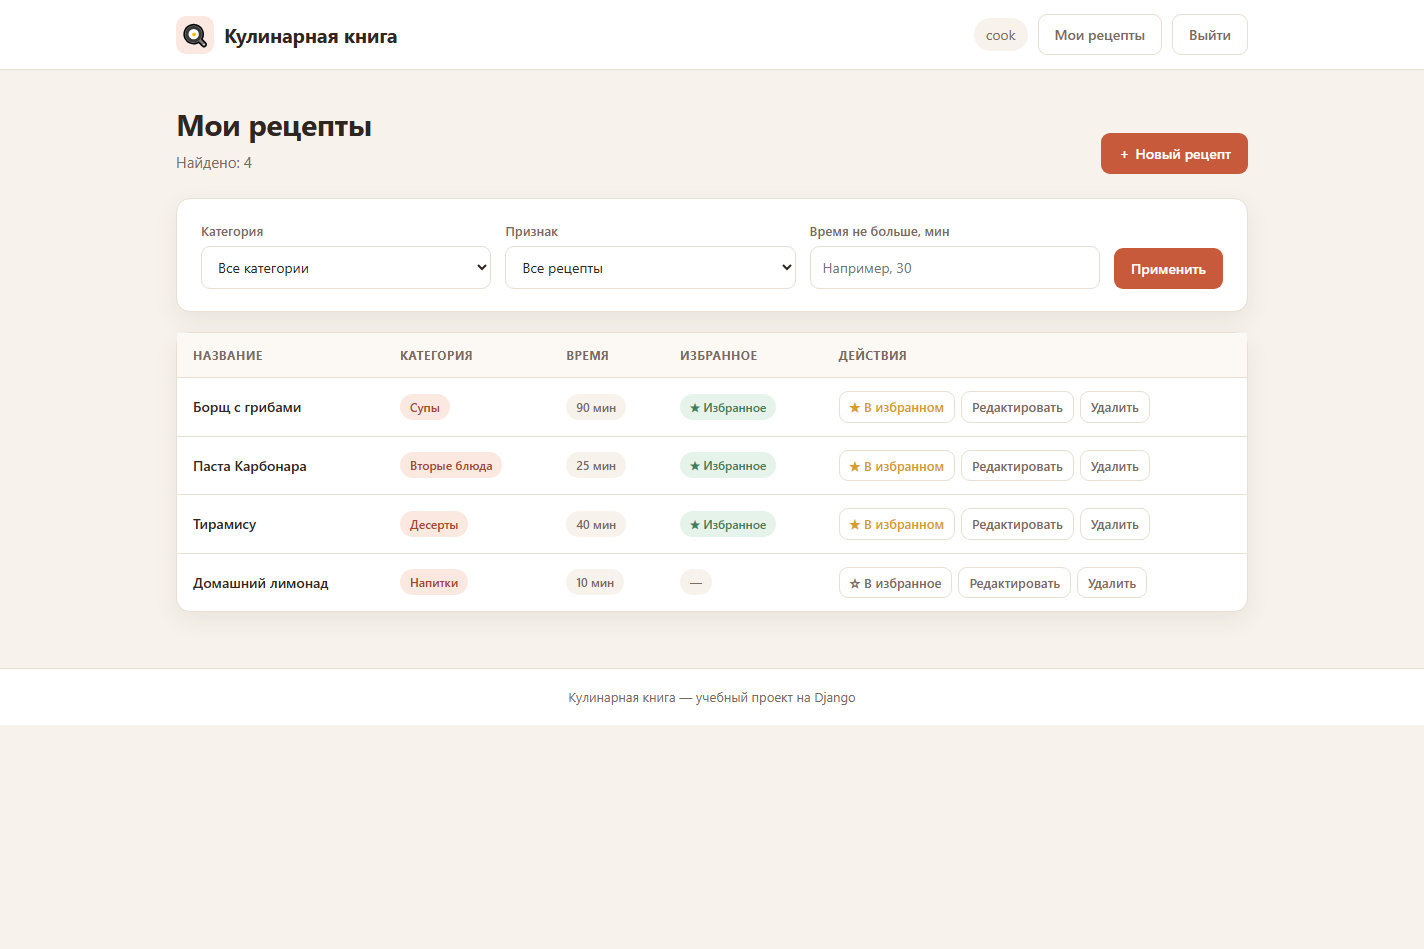 Кулинарная книга
cook Мои рецепты Выйти
Мои рецепты
Найдено: 4
+ Новый рецепт
Категория Признак Время не больше, мин
Все категории Все рецепты Например, 30 Применить
НАЗВАНИЕ КАТЕГОРИЯ ВРЕМЯ ИЗБРАННОЕ ДЕЙСТВИЯ
Борщ с грибами Супы 90 мин ★ Избранное ★ В избранном Редактировать Удалить
Паста Карбонара Вторые блюда 25 мин ★ Избранное ★ В избранном Редактировать Удалить
Тирамису Десерты 40 мин ★ Избранное ★ В избранном Редактировать Удалить
Домашний лимонад Напитки 10 мин — ☆ В избранное Редактировать Удалить
Кулинарная книга — учебный проект на Django